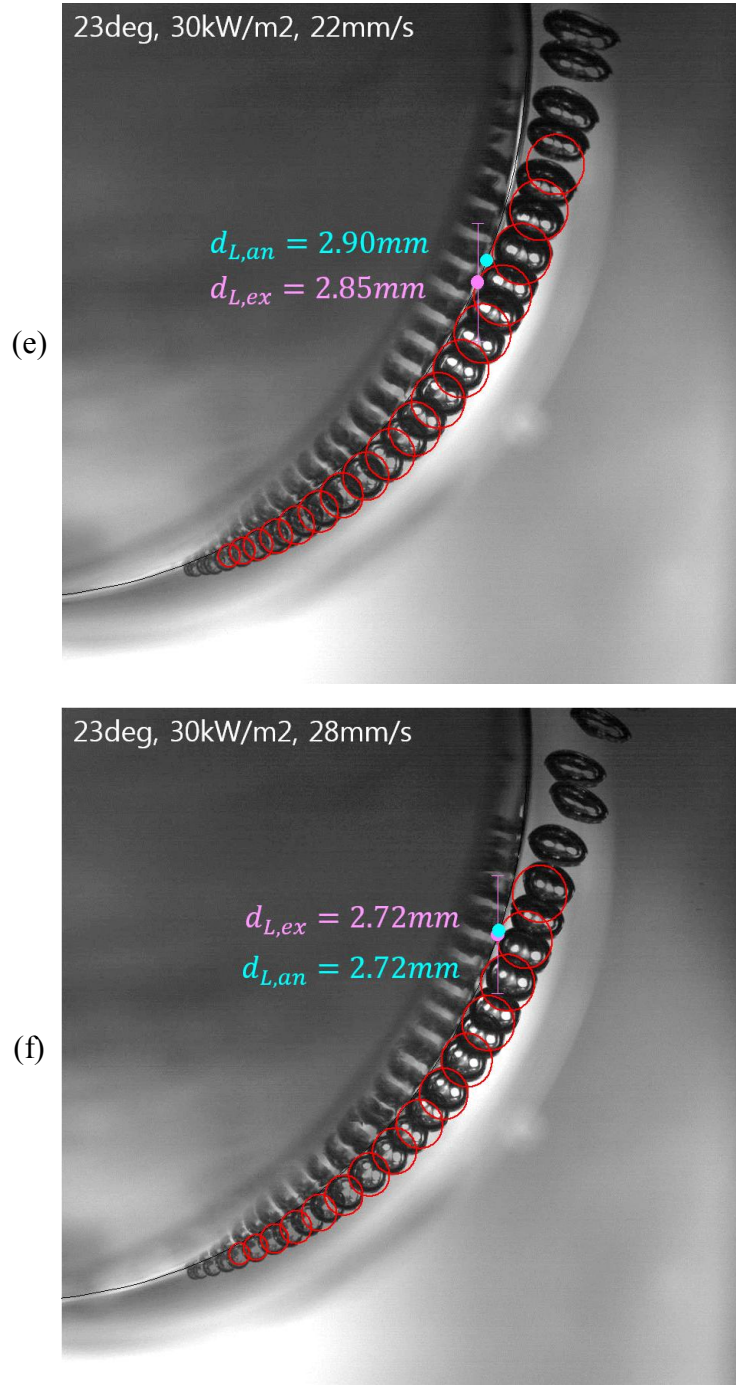 23deg, 30kW/m2, 22mm/s
d_{L,an} = 2.90mm
d_{L,ex} = 2.85mm
(e)
23deg, 30kW/m2, 28mm/s
d_{L,ex} = 2.72mm
d_{L,an} = 2.72mm
(f)